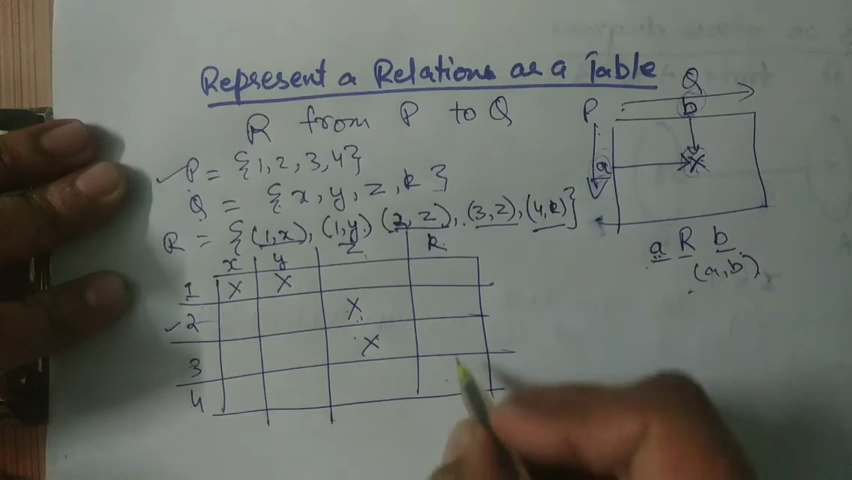 Represent a Relations as a Table
R from P to Q
✓P = {1,2,3,4}
Q = {x,y,z,k}
R = {(1,x), (1,y) (2,z), (3,z), (4,k)}
x y z k
1 X X
✓2 X
3 X
4
Q
P b
a X
a R b
(a,b)